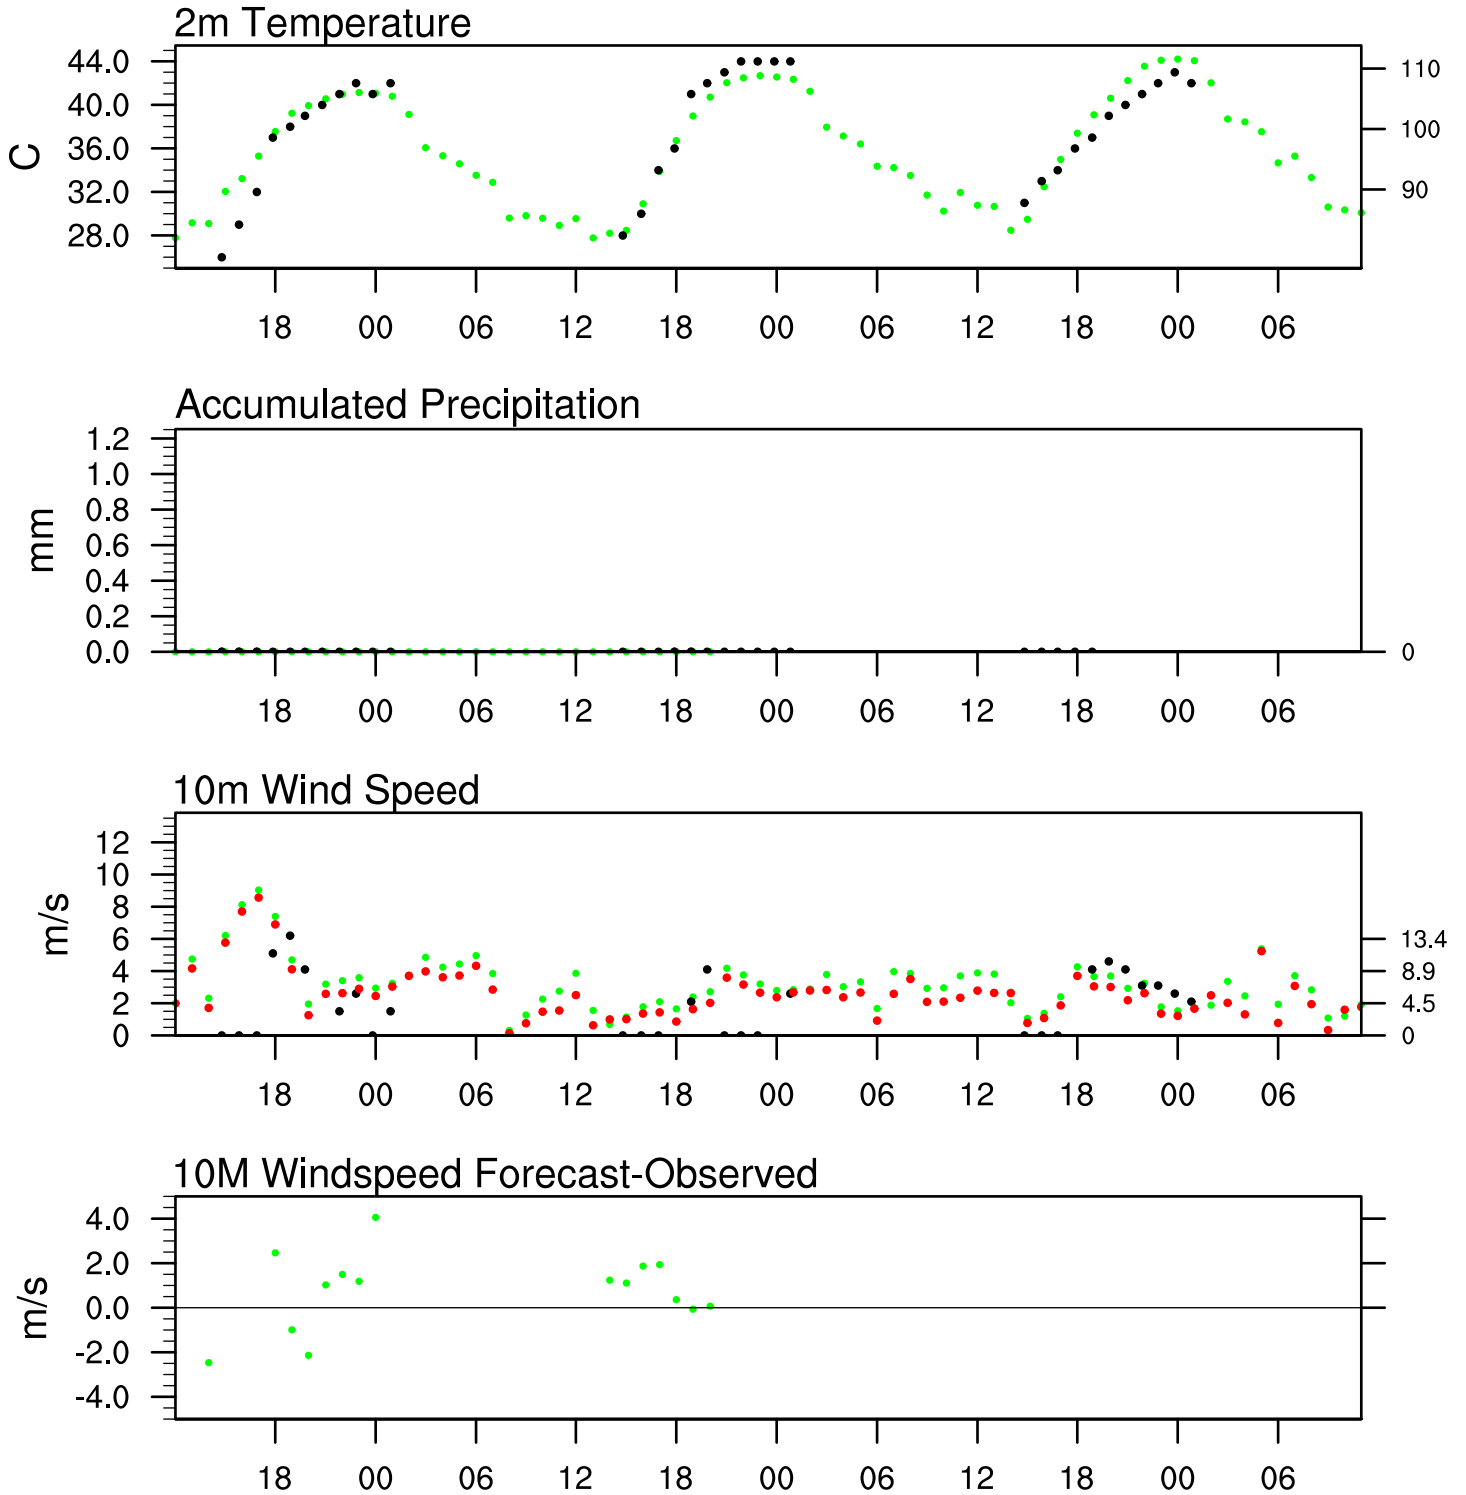 2m Temperature
44.0
40.0
36.0
32.0
28.0
C
110
100
90
18 00 06 12 18 00 06 12 18 00 06
Accumulated Precipitation
1.2
1.0
0.8
0.6
0.4
0.2
0.0
mm
0
18 00 06 12 18 00 06 12 18 00 06
10m Wind Speed
12
10
8
6
4
2
0
m/s
13.4
8.9
4.5
0
18 00 06 12 18 00 06 12 18 00 06
10M Windspeed Forecast-Observed
4.0
2.0
0.0
-2.0
-4.0
m/s
18 00 06 12 18 00 06 12 18 00 06